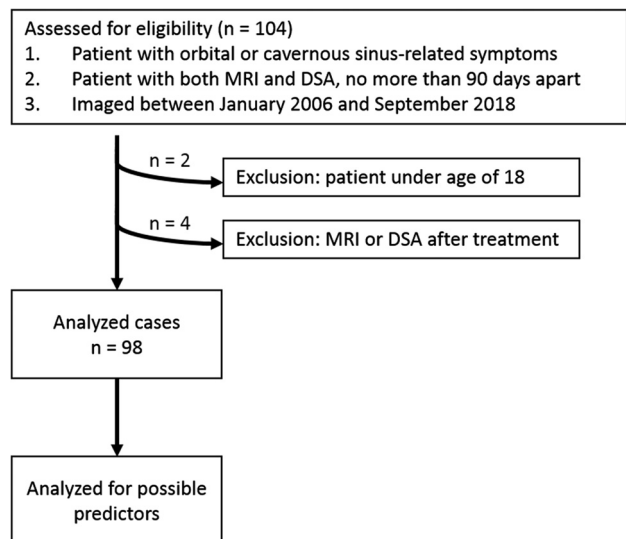 Assessed for eligibility (n = 104)
1. Patient with orbital or cavernous sinus-related symptoms
2. Patient with both MRI and DSA, no more than 90 days apart
3. Imaged between January 2006 and September 2018
n = 2
Exclusion: patient under age of 18
n = 4
Exclusion: MRI or DSA after treatment
Analyzed cases
n = 98
Analyzed for possible
predictors